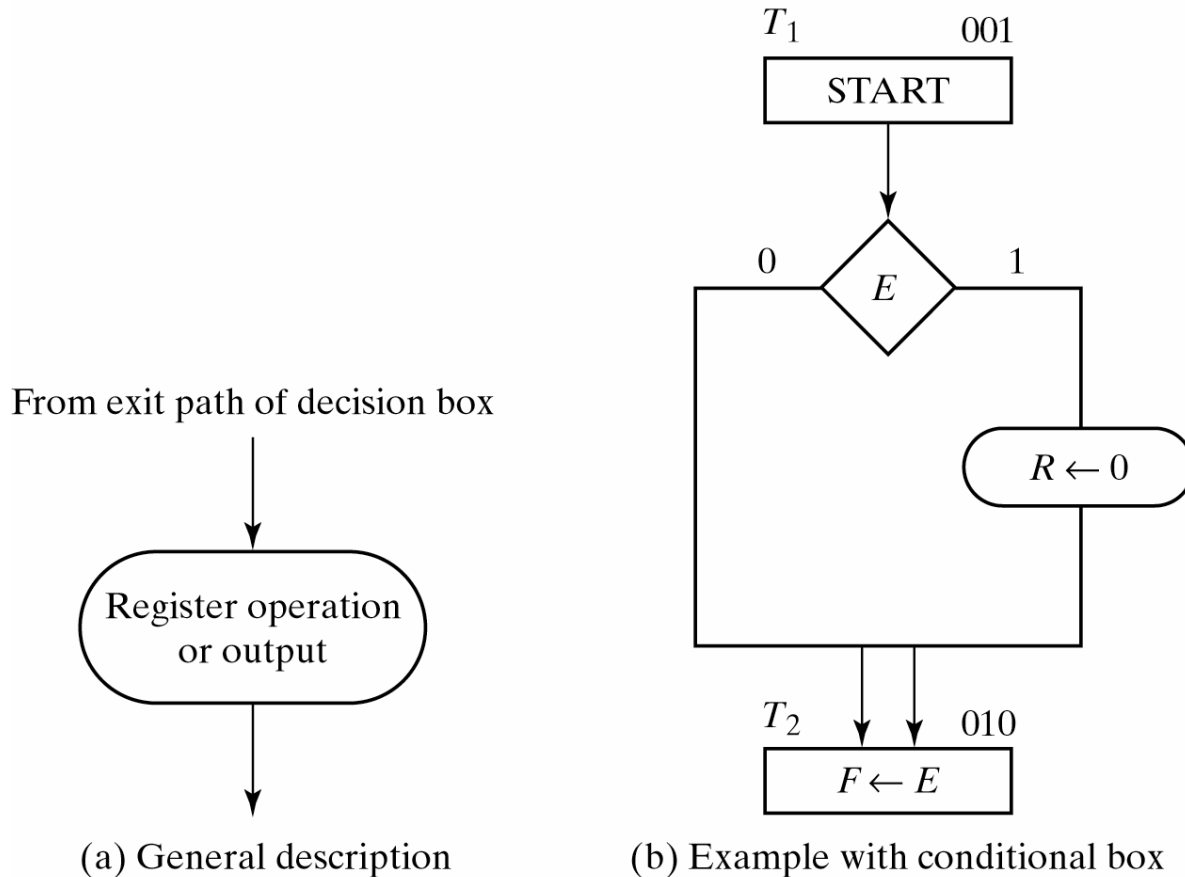 From exit path of decision box
Register operation
or output
(a) General description
T1 001
START
0 1
E
R ← 0
T2 010
F ← E
(b) Example with conditional box